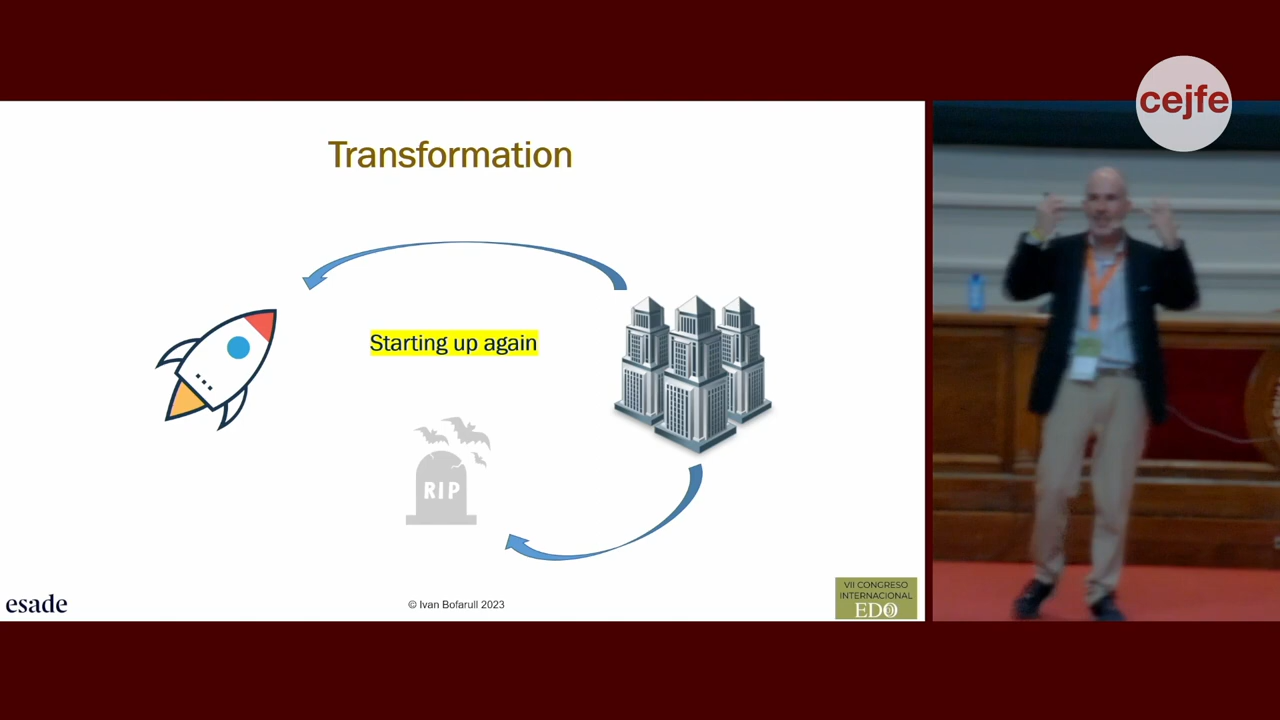 cejfe
Transformation
Starting up again
RIP
esade
© Ivan Bofarull 2023
VII CONGRESO
INTERNACIONAL
EDO